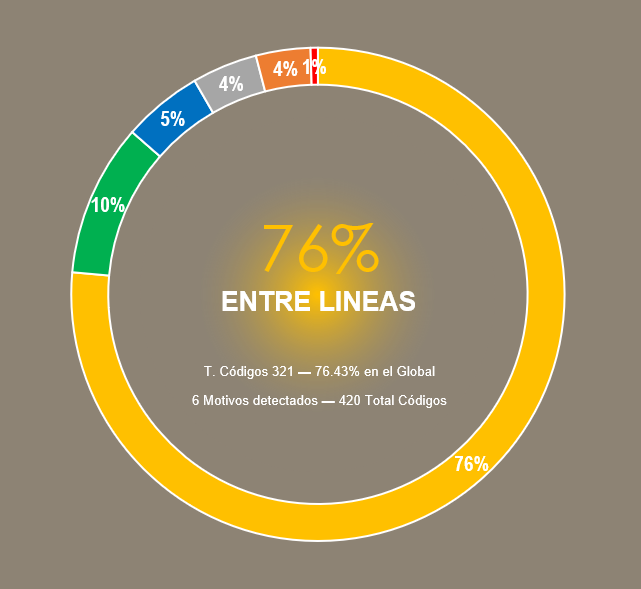 4% 1%
4%
5%
10%
76%
ENTRE LINEAS
T. Códigos 321 — 76.43% en el Global
6 Motivos detectados — 420 Total Códigos
76%